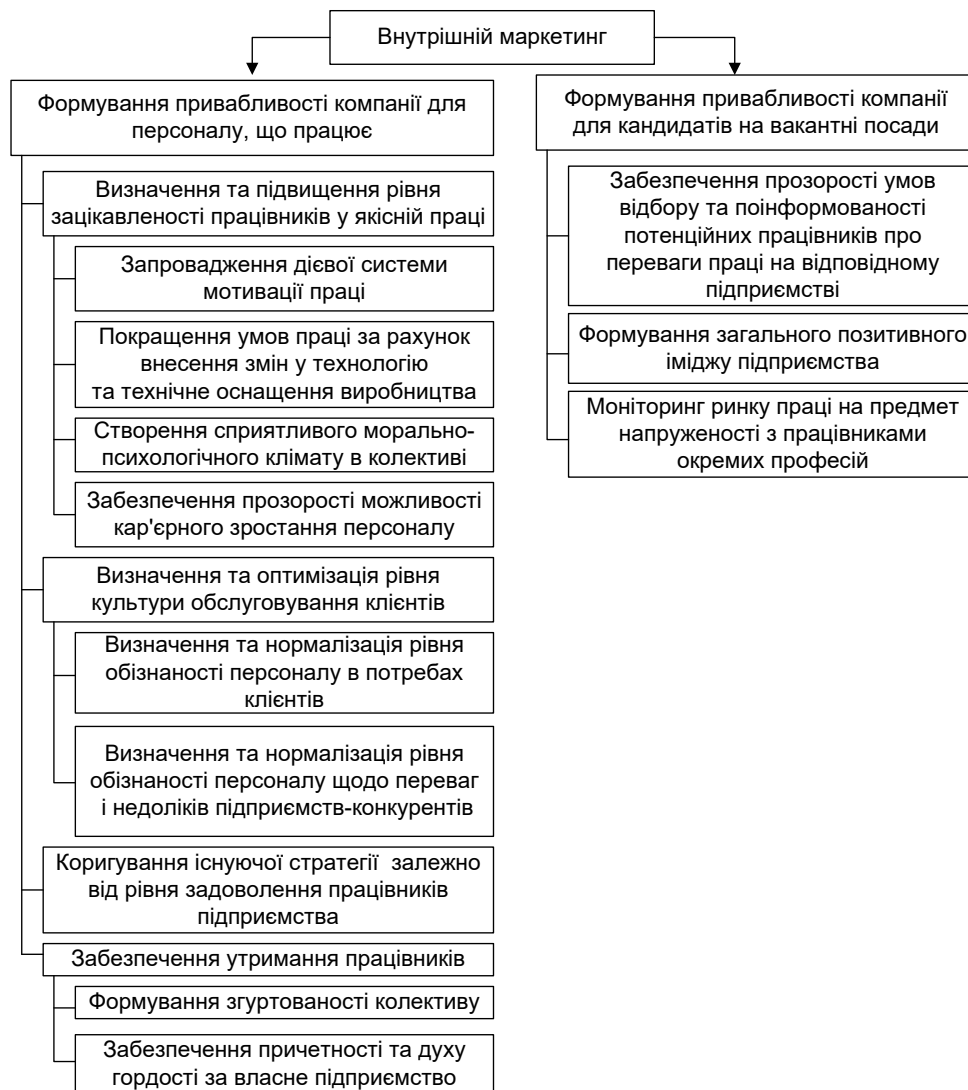 Внутрішній маркетинг
Формування привабливості компанії для
персоналу, що працює
Визначення та підвищення рівня
зацікавленості працівників у якісній праці
Запровадження дієвої системи
мотивації праці
Покращення умов праці за рахунок
внесення змін у технологію
та технічне оснащення виробництва
Створення сприятливого морально-
психологічного клімату в колективі
Забезпечення прозорості можливості
кар'єрного зростання персоналу
Визначення та оптимізація рівня
культури обслуговування клієнтів
Визначення та нормалізація рівня
обізнаності персоналу в потребах
клієнтів
Визначення та нормалізація рівня
обізнаності персоналу щодо переваг
і недоліків підприємств-конкурентів
Коригування існуючої стратегії залежно
від рівня задоволення працівників
підприємства
Забезпечення утримання працівників
Формування згуртованості колективу
Забезпечення причетності та духу
гордості за власне підприємство
Формування привабливості компанії
для кандидатів на вакантні посади
Забезпечення прозорості умов
відбору та поінформованості
потенційних працівників про
переваги праці на відповідному
підприємстві
Формування загального позитивного
іміджу підприємства
Моніторинг ринку праці на предмет
напруженості з працівниками
окремих професій